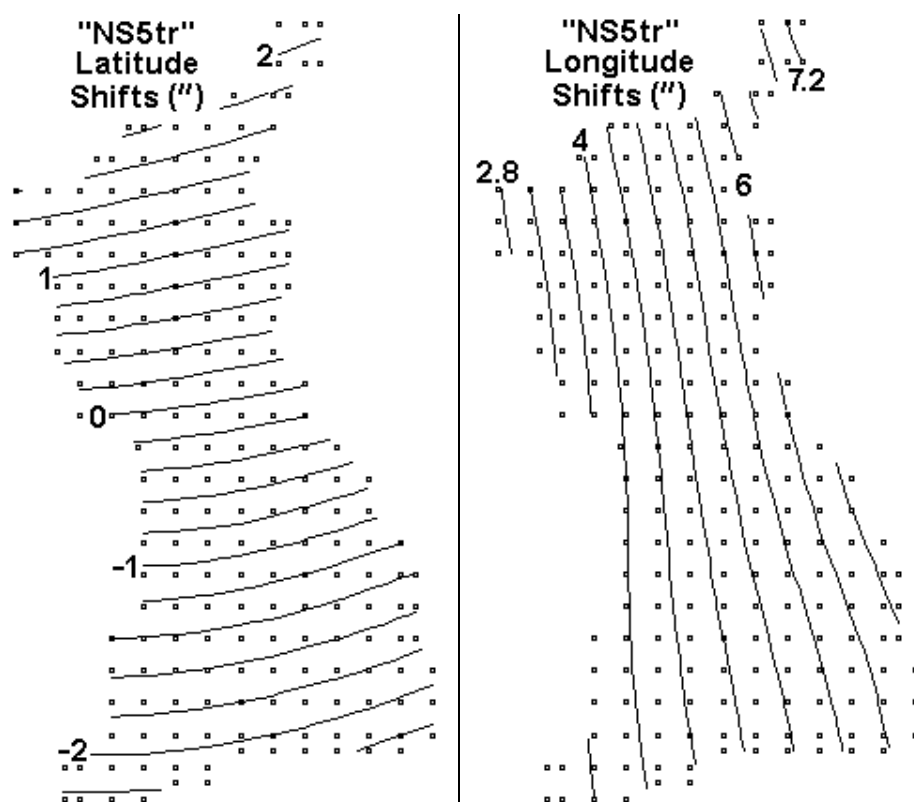 "NS5tr"
Latitude
Shifts (")
2
1
0
-1
-2
"NS5tr"
Longitude
Shifts (")
7.2
4
2.8
6